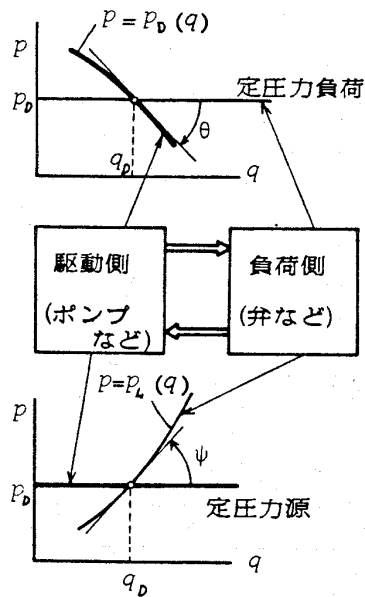 p=p_D(q)
p
定圧力負荷
p_D
θ
q_D
q
駆動側
(ポンプ
など)
負荷側
(弁など)
p=p_L(q)
p
ψ
p_D
定圧力源
q_D
q